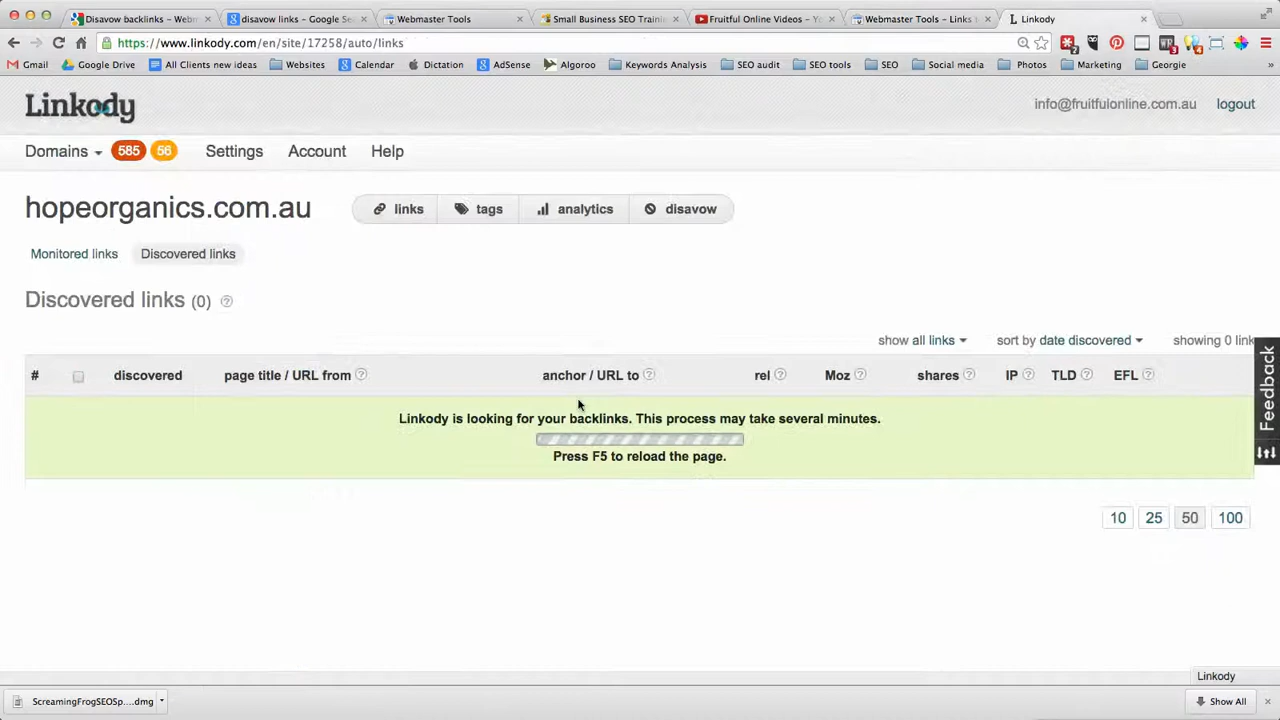 Disavow backlinks - Webm
disavow links - Google Se
Webmaster Tools
Small Business SEO Traini
Fruitful Online Videos - Yo
Webmaster Tools - Links t
Linkody
https://www.linkody.com/en/site/17258/auto/links
Gmail
Google Drive
All Clients new ideas
Websites
Calendar
Dictation
AdSense
Algoroo
Keywords Analysis
SEO audit
SEO tools
SEO
Social media
Photos
Marketing
Georgie
»
Linkody
info@fruitfulonline.com.au
logout
Domains
585
56
Settings
Account
Help
hopeorganics.com.au
links
tags
analytics
disavow
Monitored links
Discovered links
Discovered links (0) ?
show all links
sort by date discovered
showing 0 link
#
discovered
page title / URL from ?
anchor / URL to ?
rel ?
Moz ?
shares ?
IP ?
TLD ?
EFL ?
Feedback
Linkody is looking for your backlinks. This process may take several minutes.
Press F5 to reload the page.
10
25
50
100
Linkody
ScreamingFrogSEOSp....dmg
Show All